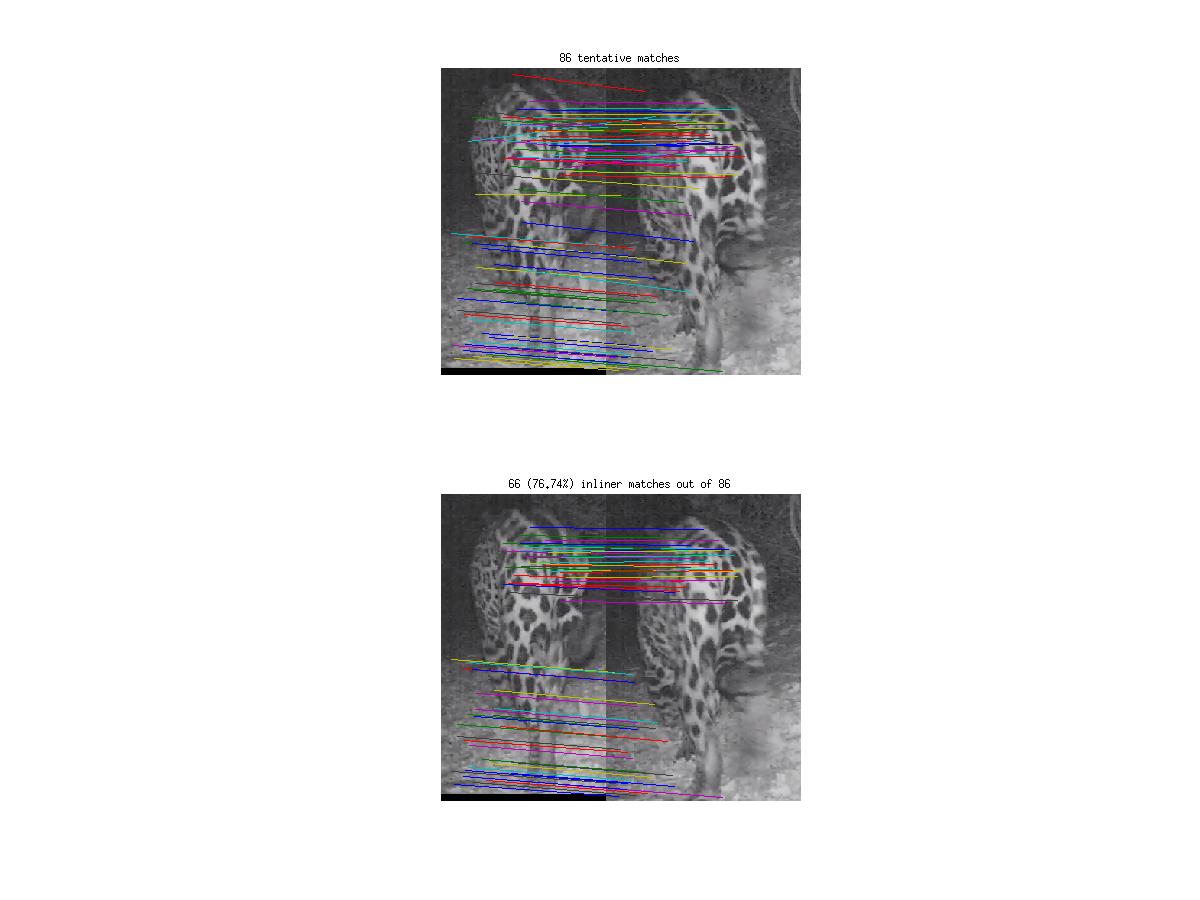 86 tentative matches
66 (76.74%) inliner matches out of 86